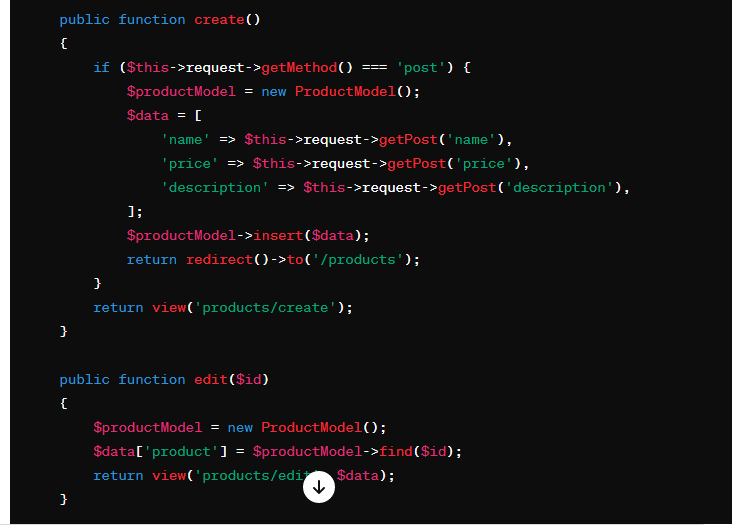 public function create()
{
    if ($this->request->getMethod() === 'post') {
        $productModel = new ProductModel();
        $data = [
            'name' => $this->request->getPost('name'),
            'price' => $this->request->getPost('price'),
            'description' => $this->request->getPost('description'),
        ];
        $productModel->insert($data);
        return redirect()->to('/products');
    }
    return view('products/create');
}
public function edit($id)
{
    $productModel = new ProductModel();
    $data['product'] = $productModel->find($id);
    return view('products/edit', $data);
}